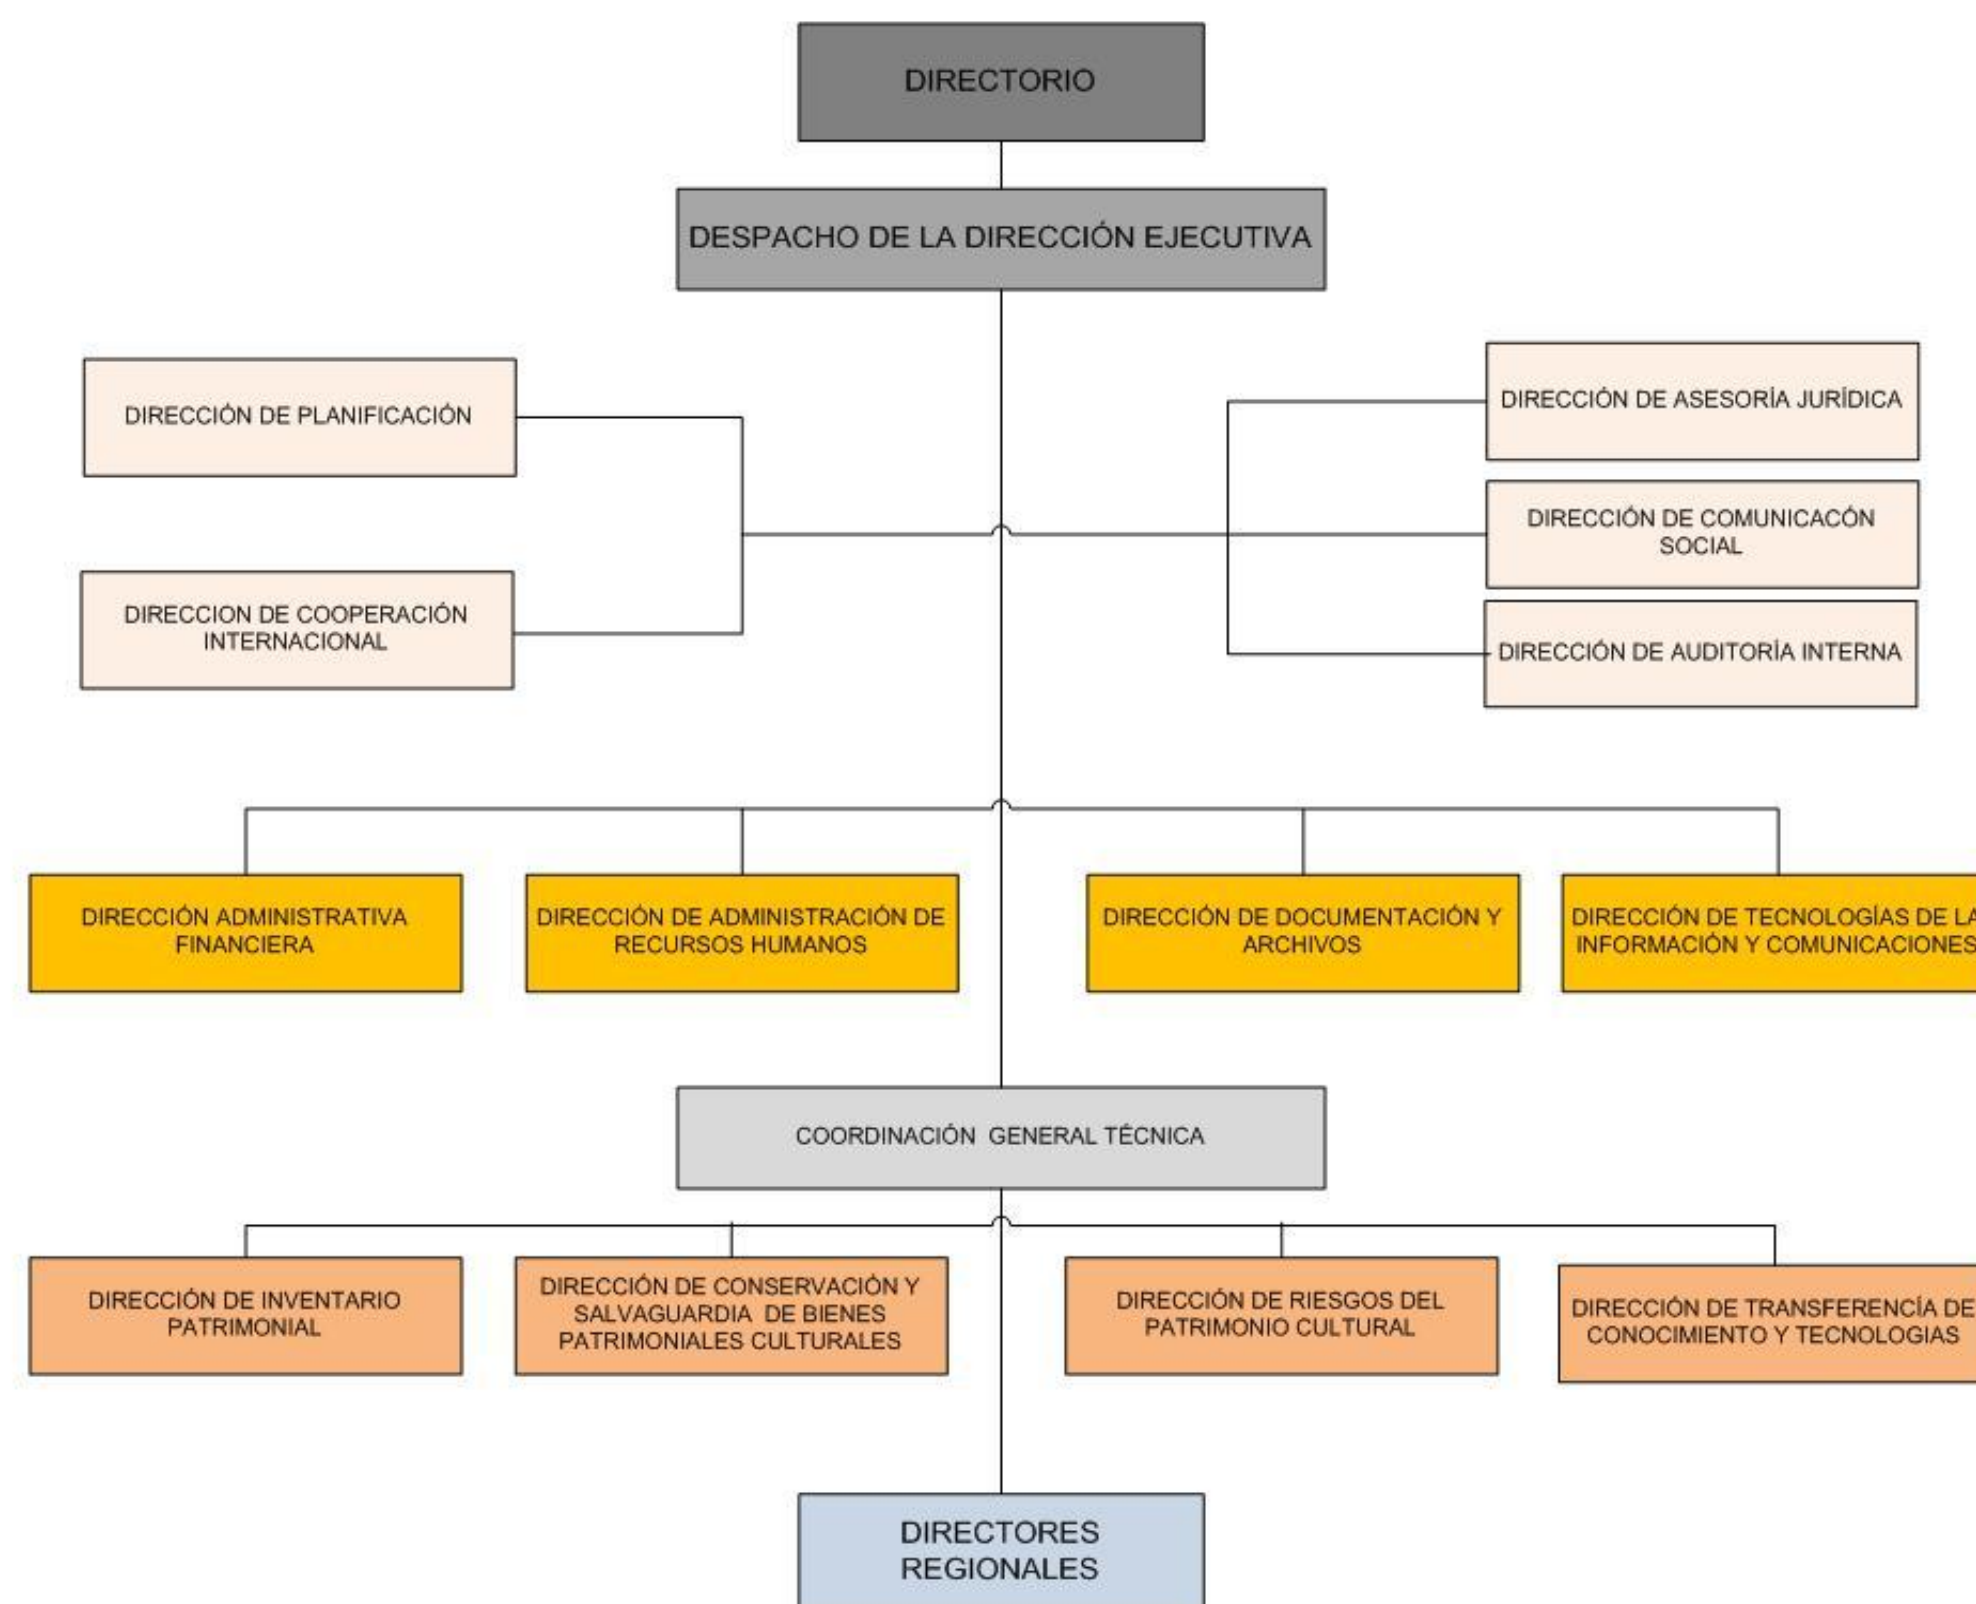 DIRECTORIO
DESPACHO DE LA DIRECCIÓN EJECUTIVA
DIRECCIÓN DE PLANIFICACIÓN
DIRECCION DE COOPERACIÓN
INTERNACIONAL
DIRECCIÓN DE ASESORÍA JURÍDICA
DIRECCIÓN DE COMUNICACÓN
SOCIAL
DIRECCIÓN DE AUDITORÍA INTERNA
DIRECCIÓN ADMINISTRATIVA
FINANCIERA
DIRECCIÓN DE ADMINISTRACIÓN DE
RECURSOS HUMANOS
DIRECCIÓN DE DOCUMENTACIÓN Y
ARCHIVOS
DIRECCIÓN DE TECNOLOGÍAS DE LA
INFORMACIÓN Y COMUNICACIONES
COORDINACIÓN GENERAL TÉCNICA
DIRECCIÓN DE INVENTARIO
PATRIMONIAL
DIRECCIÓN DE CONSERVACIÓN Y
SALVAGUARDIA DE BIENES
PATRIMONIALES CULTURALES
DIRECCIÓN DE RIESGOS DEL
PATRIMONIO CULTURAL
DIRECCIÓN DE TRANSFERENCÍA DE
CONOCIMIENTO Y TECNOLOGIAS
DIRECTORES
REGIONALES